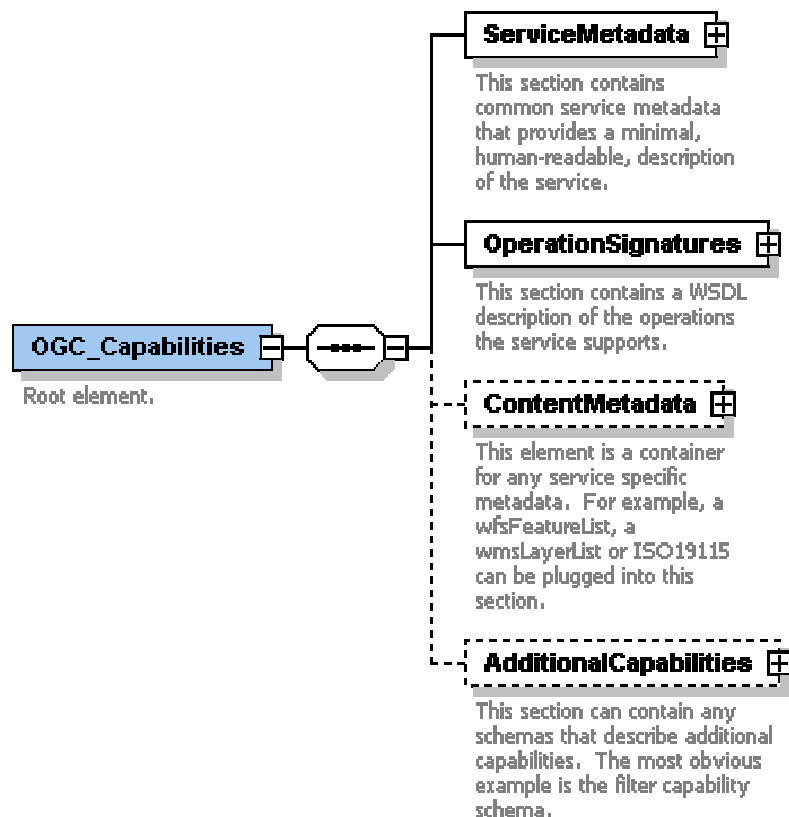 ServiceMetadata
This section contains
common service metadata
that provides a minimal,
human-readable, description
of the service.
OperationSignatures
This section contains a WSDL
description of the operations
the service supports.
OGC_Capabilities
Root element.
ContentMetadata
This element is a container
for any service specific
metadata.  For example, a
wfsFeatureList, a
wmsLayerList or ISO19115
can be plugged into this
section.
AdditionalCapabilities
This section can contain any
schemas that describe additional
capabilities.  The most obvious
example is the filter capability
schema.